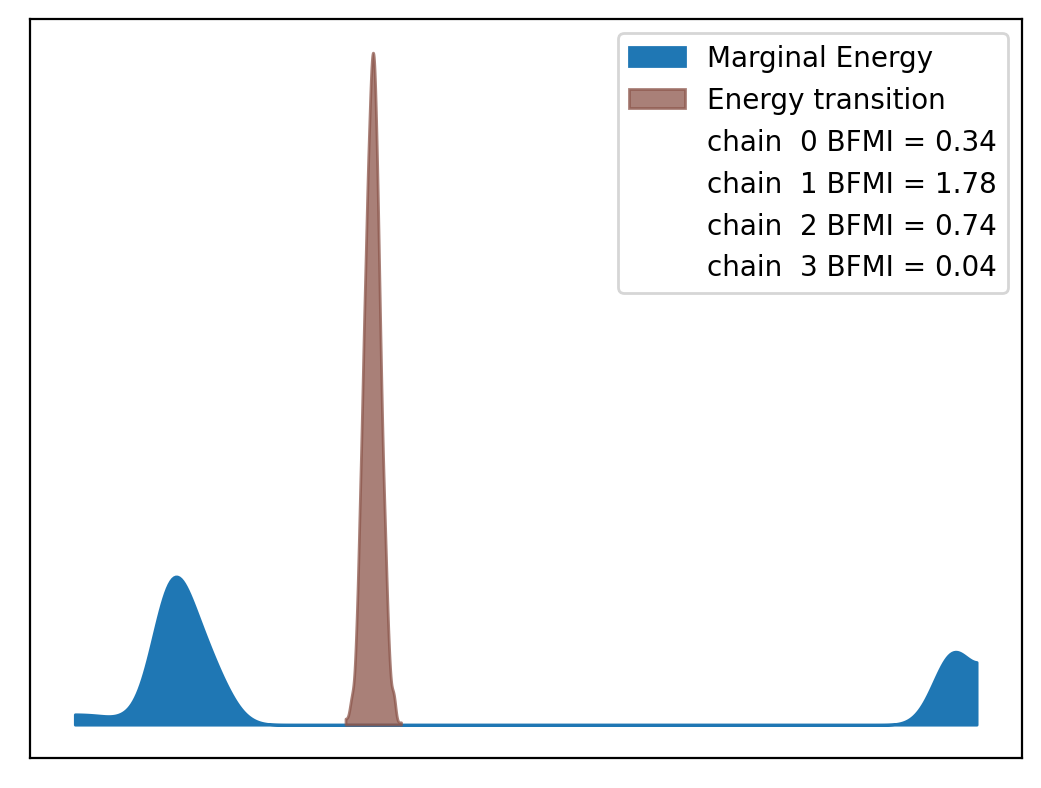 Marginal Energy
Energy transition
chain  0 BFMI = 0.34
chain  1 BFMI = 1.78
chain  2 BFMI = 0.74
chain  3 BFMI = 0.04